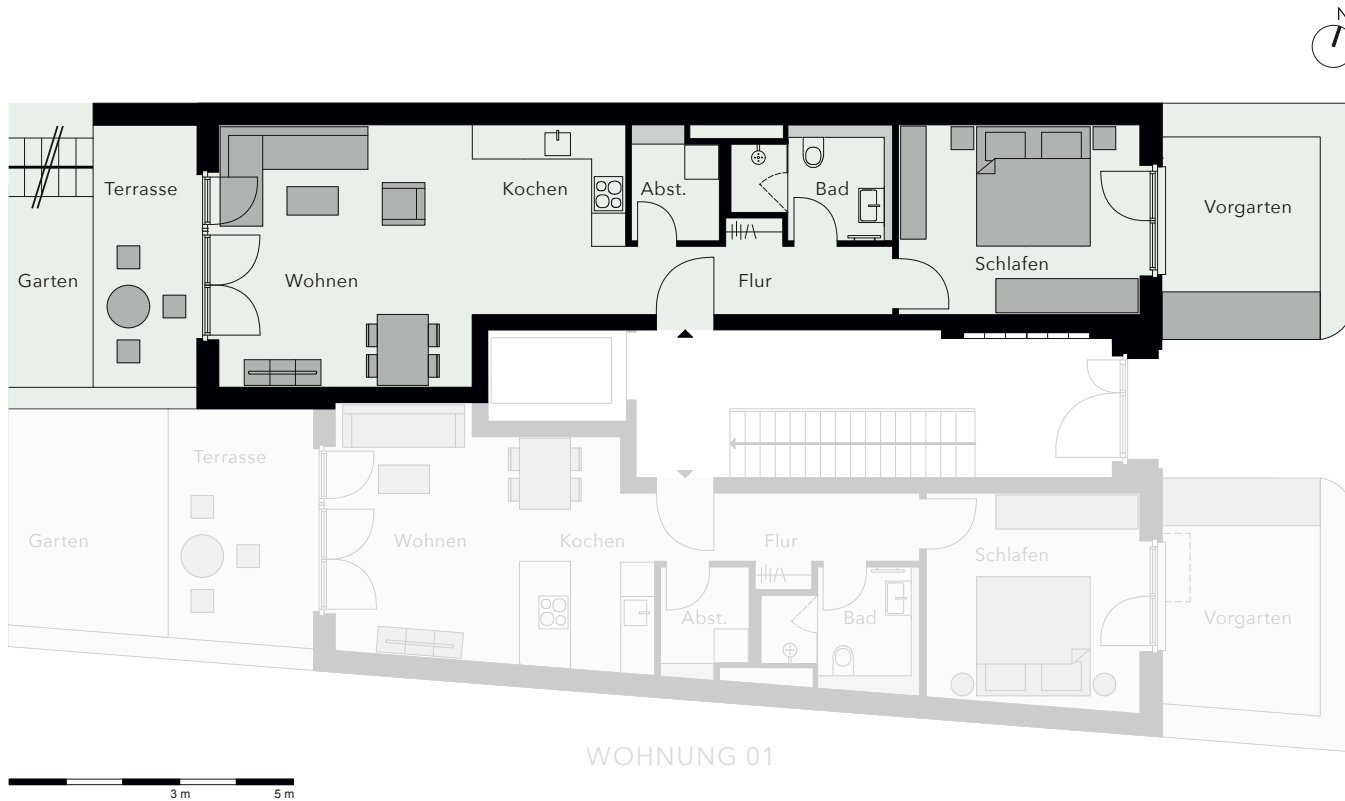 N
Terrasse
Kochen
Abst.
Bad
Vorgarten
Garten
Wohnen
Flur
Schlafen
Terrasse
Garten
Wohnen
Kochen
Flur
Schlafen
Abst.
Bad
Vorgarten
WOHNUNG 01
3 m
5 m